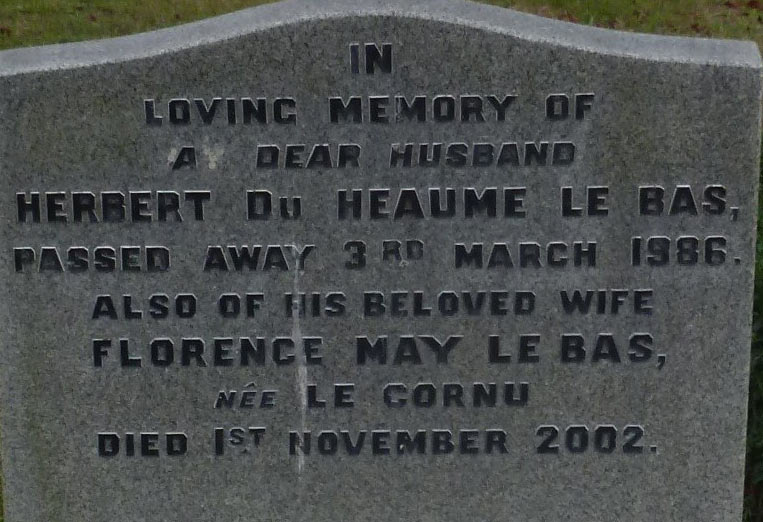 IN
LOVING MEMORY OF
A DEAR HUSBAND
HERBERT DU HEAUME LE BAS,
PASSED AWAY 3RD MARCH 1986.
ALSO OF HIS BELOVED WIFE
FLORENCE MAY LE BAS,
NÉE LE CORNU
DIED 1ST NOVEMBER 2002.